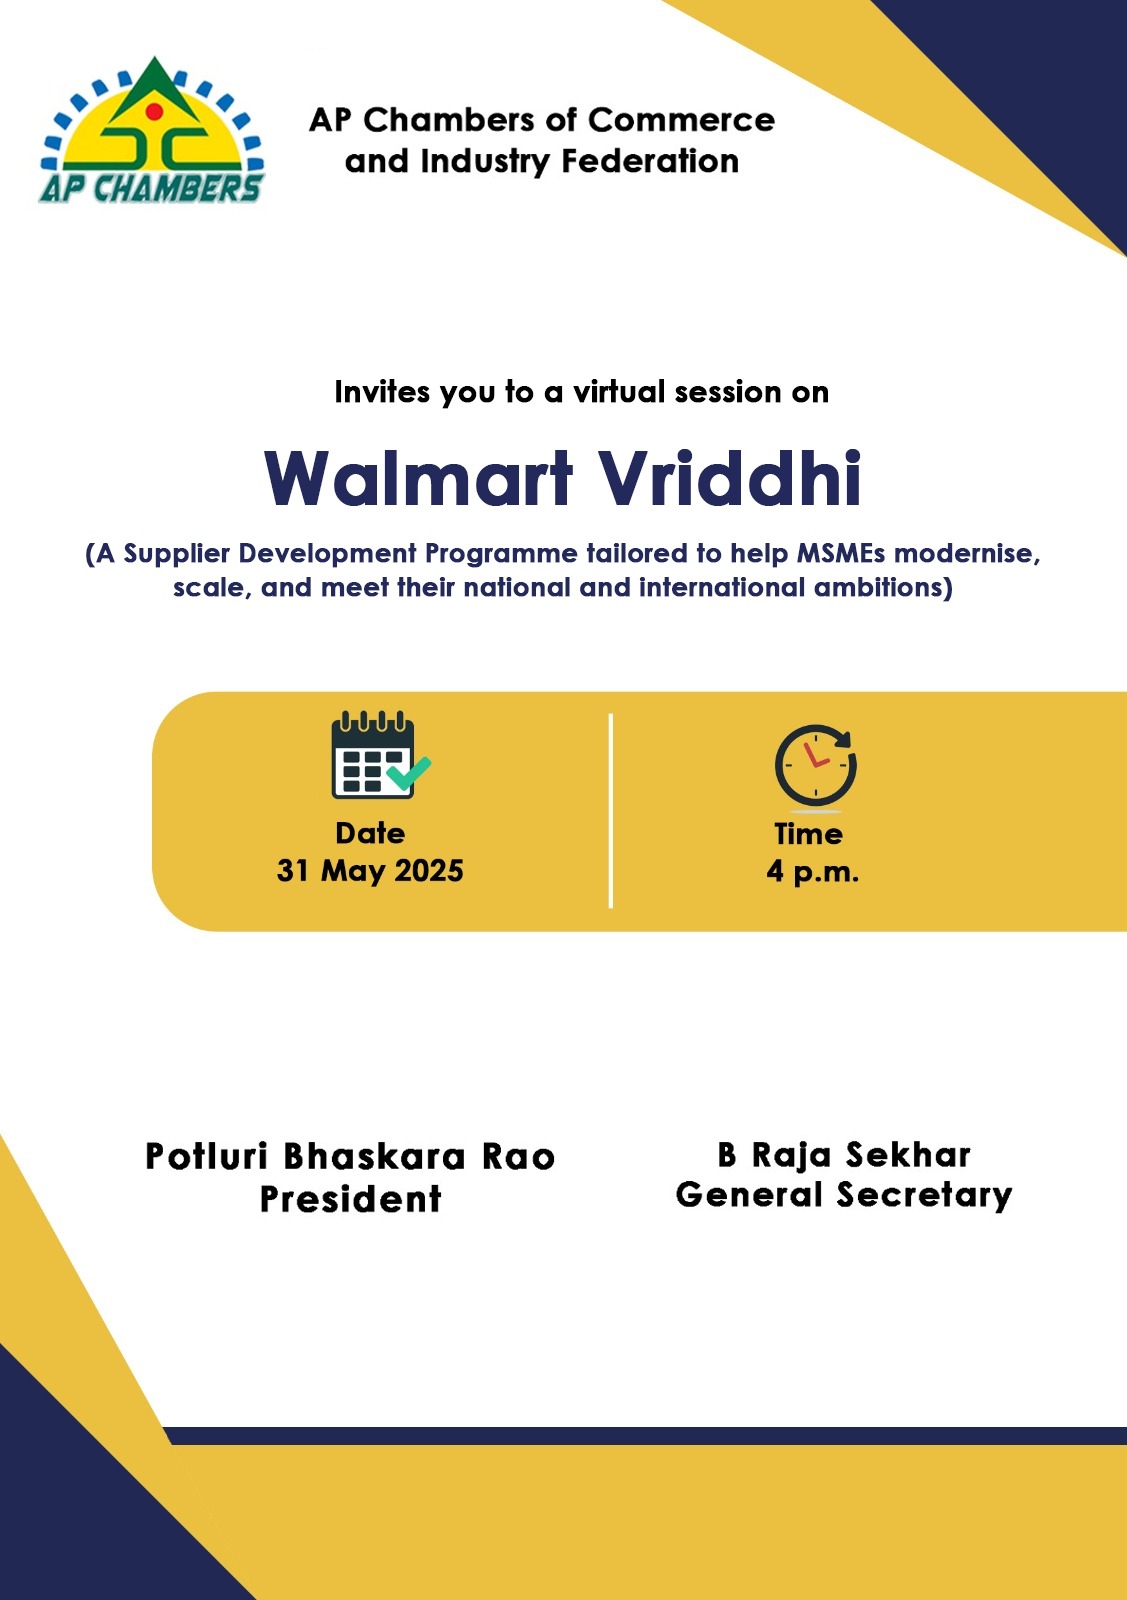 AP CHAMBERS
AP Chambers of Commerce
and Industry Federation
Invites you to a virtual session on
Walmart Vriddhi
(A Supplier Development Programme tailored to help MSMEs modernise,
scale, and meet their national and international ambitions)
Date
31 May 2025
Time
4 p.m.
Potluri Bhaskara Rao
President
B Raja Sekhar
General Secretary